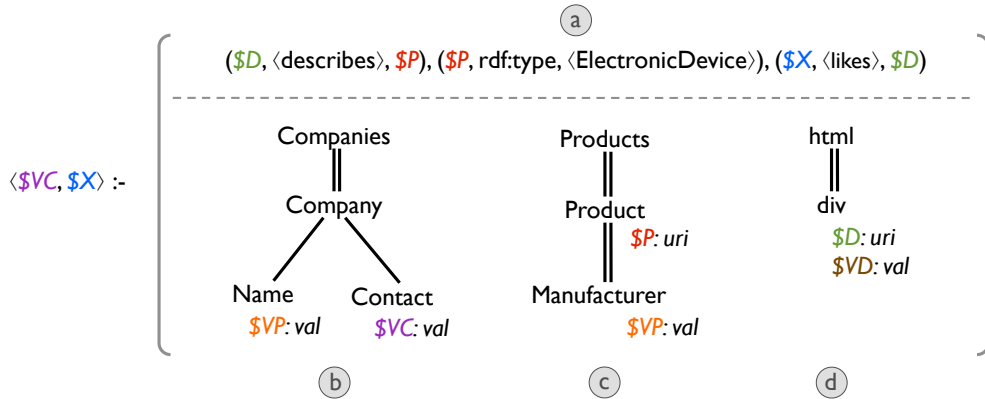 a
($D, ⟨describes⟩, $P), ($P, rdf:type, ⟨ElectronicDevice⟩), ($X, ⟨likes⟩, $D)
⟨$VC, $X⟩ :-
Companies
Company
Name
$VP: val
Contact
$VC: val
Products
Product
$P: uri
Manufacturer
$VP: val
html
div
$D: uri
$VD: val
b
c
d